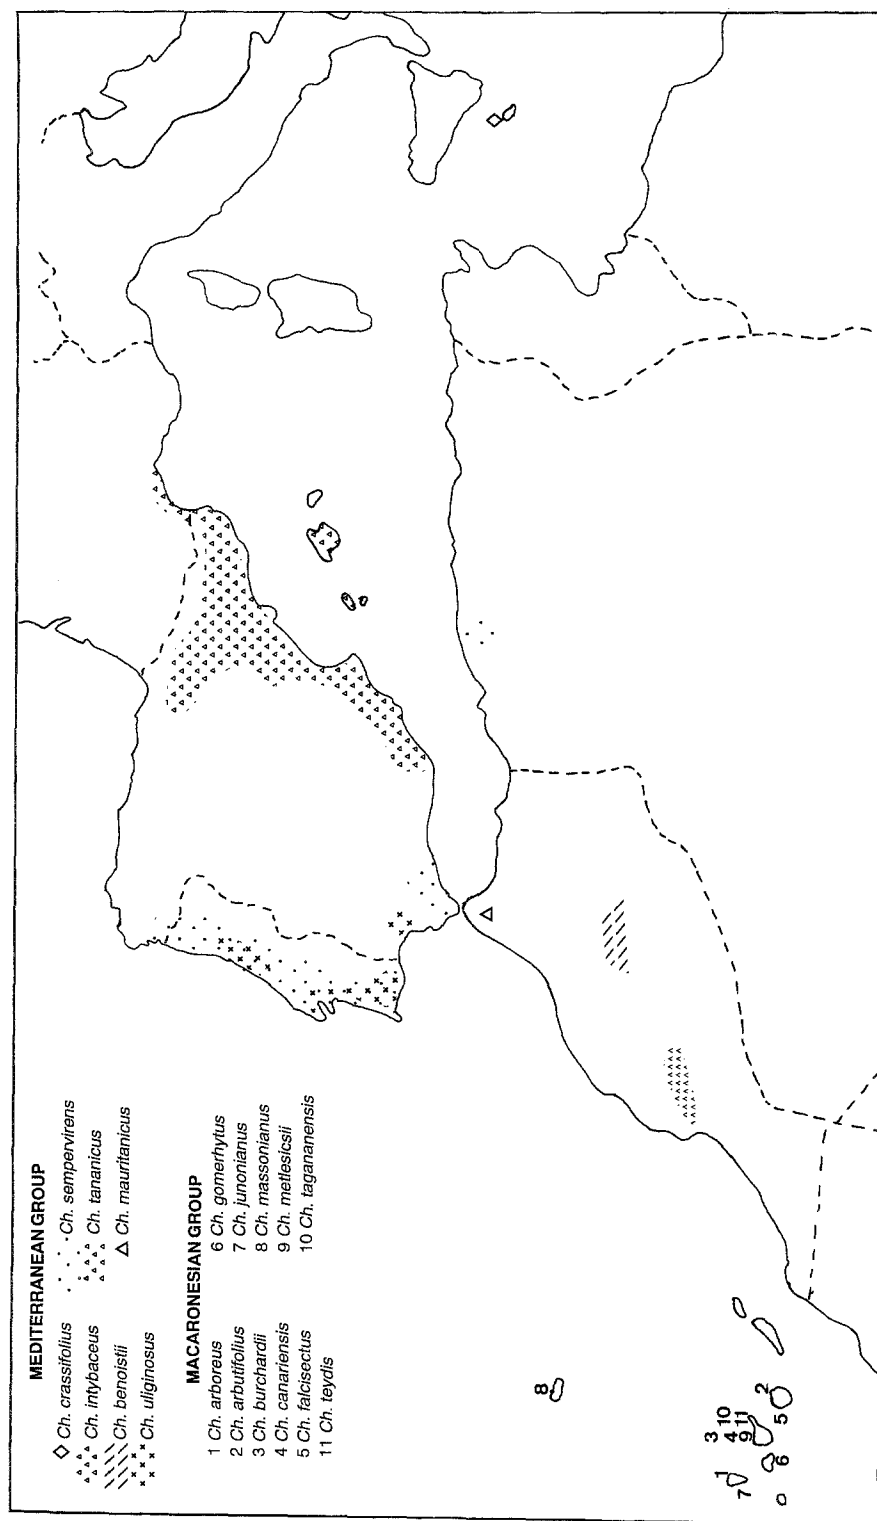 MEDITERRANEAN GROUP
Ch. crassifolius
Ch. sempervirens
Ch. intybaceus
Ch. tananicus
Ch. benoistii
Ch. mauritanicus
Ch. uliginosus
MACARONESIAN GROUP
1 Ch. arboreus
6 Ch. gomerhytus
2 Ch. arbutifolius
7 Ch. junonianus
3 Ch. burchardii
8 Ch. massonianus
4 Ch. canariensis
9 Ch. metlesicsii
5 Ch. falcisectus
10 Ch. tagananensis
11 Ch. teydis
8
3
4 10
9 11
7 1
6
5
2